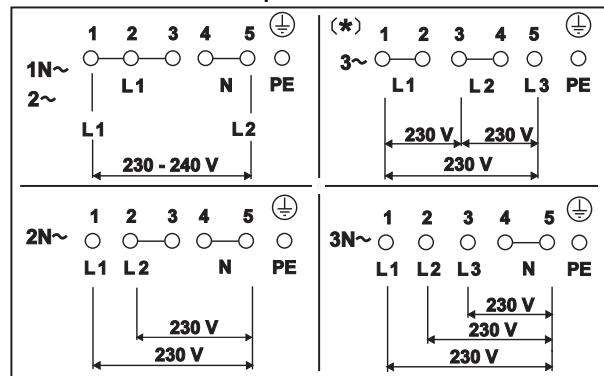 1 2 3 4 5
1N~
2~
L1 N PE
L1 L2
230 - 240 V
(*) 1 2 3 4 5
3~
L1 L2 L3 PE
230 V 230 V
230 V
1 2 3 4 5
2N~
L1 L2 N PE
230 V
230 V
1 2 3 4 5
3N~
L1 L2 L3 N PE
230 V
230 V
230 V